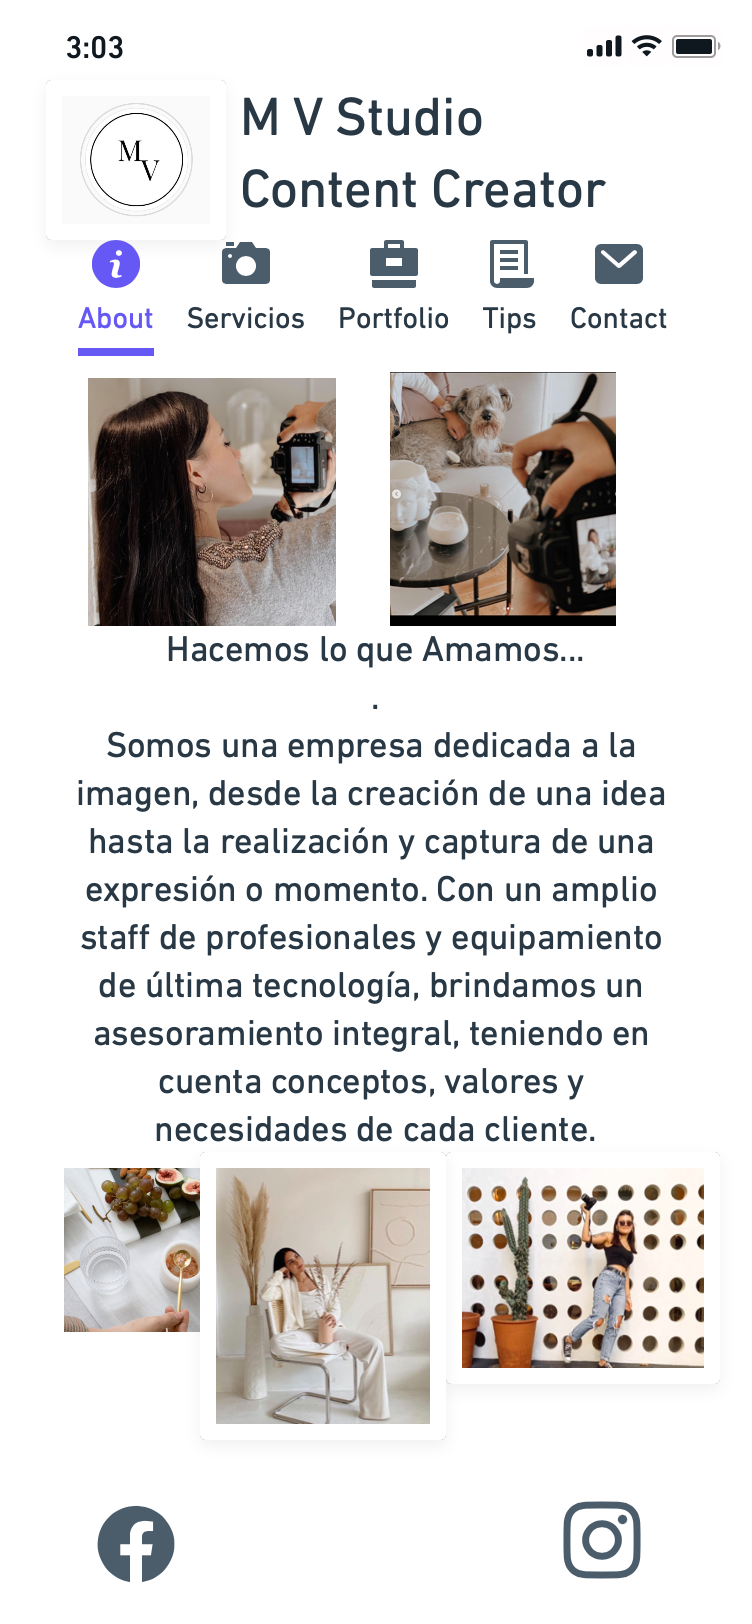 3:03
M V
M V Studio
Content Creator
i
About
Servicios
Portfolio
Tips
Contact
Hacemos lo que Amamos...
.
Somos una empresa dedicada a la
imagen, desde la creación de una idea
hasta la realización y captura de una
expresión o momento. Con un amplio
staff de profesionales y equipamiento
de última tecnología, brindamos un
asesoramiento integral, teniendo en
cuenta conceptos, valores y
necesidades de cada cliente.